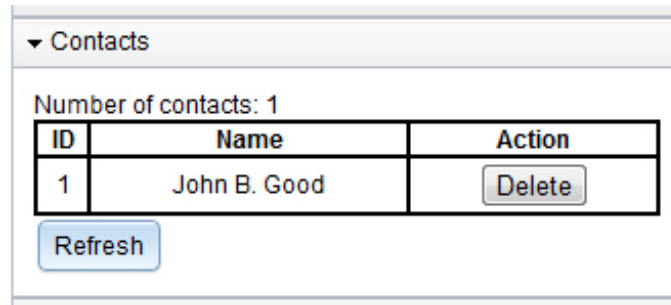 Contacts
Number of contacts: 1
ID Name Action
1 John B. Good Delete
Refresh